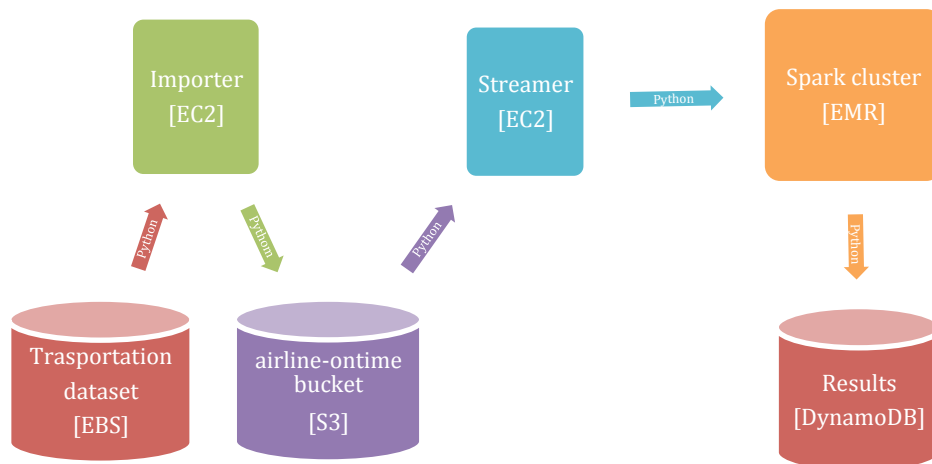 Importer
[EC2]
Streamer
[EC2]
Python
Spark cluster
[EMR]
Python
Python
Python
Python
Trasportation
dataset
[EBS]
airline-ontime
bucket
[S3]
Results
[DynamoDB]